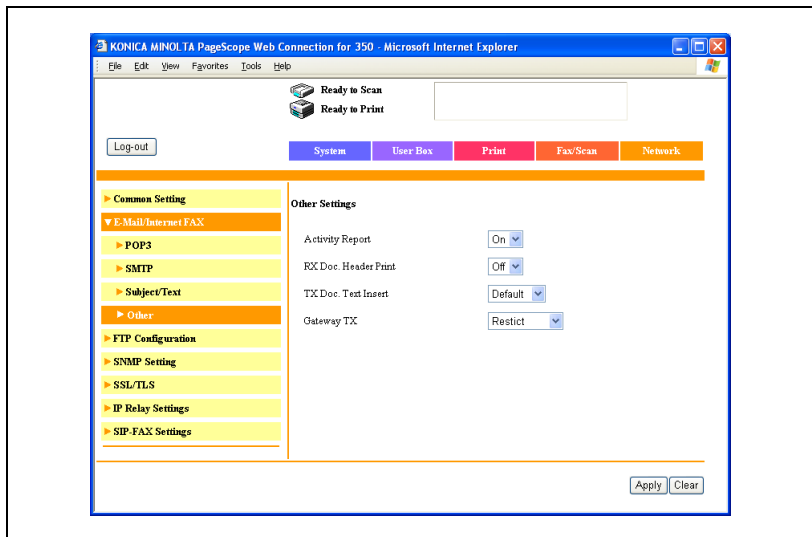 KONICA MINOLTA PageScope Web Connection for 350 - Microsoft Internet Explorer
File Edit View Favorites Tools Help
Ready to Scan
Ready to Print
Log-out
System User Box Print Fax/Scan Network
Common Setting
E-Mail/Internet FAX
POP3
SMTP
Subject/Text
Other
FTP Configuration
SNMP Setting
SSL/TLS
IP Relay Settings
SIP-FAX Settings
Other Settings
Activity Report On
RX Doc. Header Print Off
TX Doc. Text Insert Default
Gateway TX Restict
Apply Clear